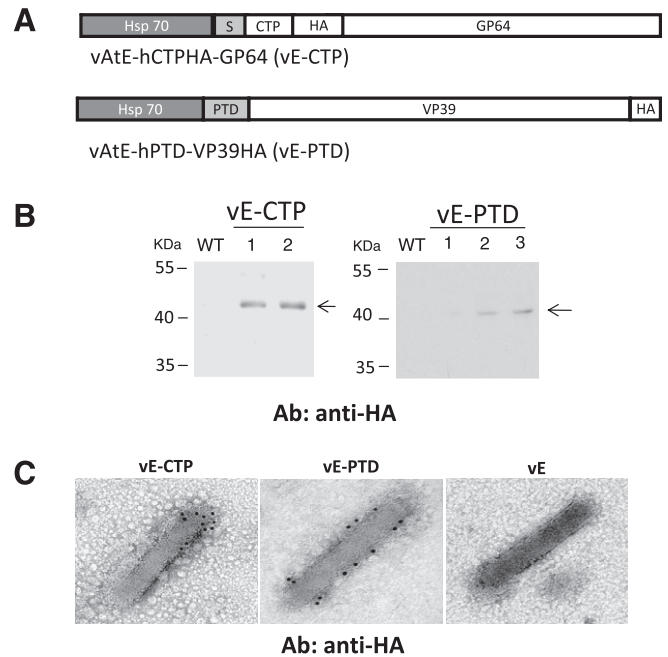 A
Hsp 70 S CTP HA GP64
vAtE-hCTPHA-GP64 (vE-CTP)
Hsp 70 PTD VP39 HA
vAtE-hPTD-VP39HA (vE-PTD)
B
vE-CTP vE-PTD
KDa WT 1 2 KDa WT 1 2 3
55 55
40 40
35 35
Ab: anti-HA
C
vE-CTP vE-PTD vE
Ab: anti-HA